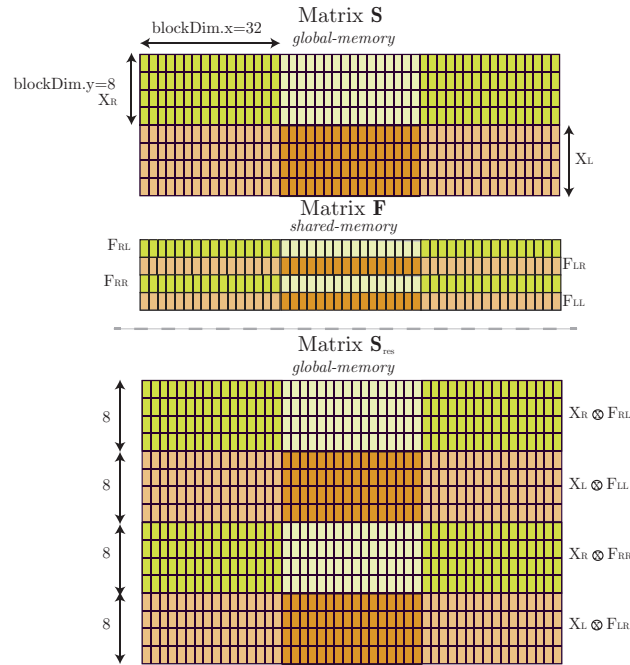 Matrix S
blockDim.x=32
global-memory
blockDim.y=8
XR
XL
Matrix F
shared-memory
FRL
FLR
FRR
FLL
Matrix Sres
global-memory
8
XR ⊗ FRL
8
XL ⊗ FLL
8
XR ⊗ FRR
8
XL ⊗ FLR